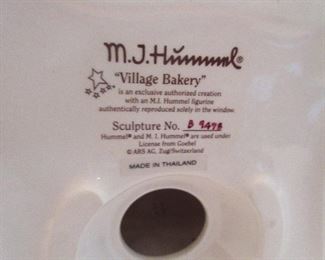 M.J. Hummel®
"Village Bakery"
is an exclusive authorized creation
with an M.I. Hummel figurine
authentically reproduced solely in the window.
Sculpture No. B 9498
Hummel® and M. I. Hummel® are used under
License from Goebel
© ARS AG, Zug/Switzerland
MADE IN THAILAND